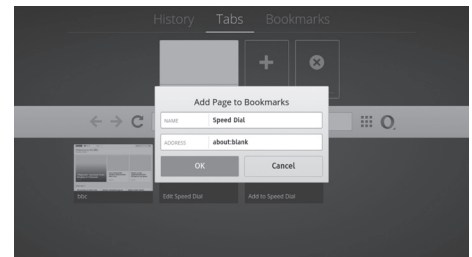 History Tabs Bookmarks
Add Page to Bookmarks
NAME Speed Dial
ADDRESS about:blank
OK Cancel
bbc Edit Speed Dial Add to Speed Dial